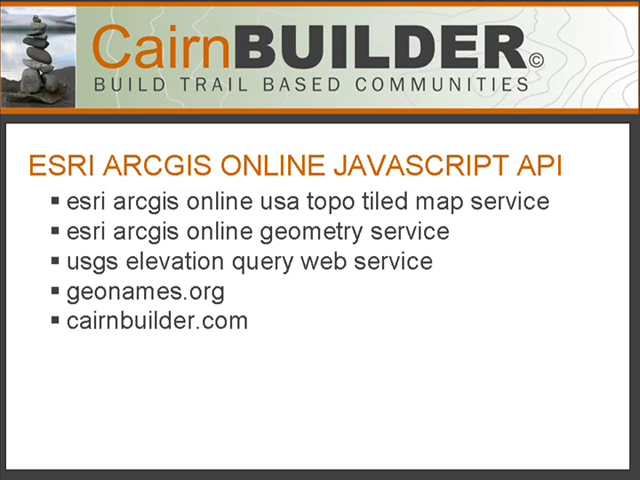 CairnBUILDER©
BUILD TRAIL BASED COMMUNITIES
ESRI ARCGIS ONLINE JAVASCRIPT API
▪ esri arcgis online usa topo tiled map service
▪ esri arcgis online geometry service
▪ usgs elevation query web service
▪ geonames.org
▪ cairnbuilder.com